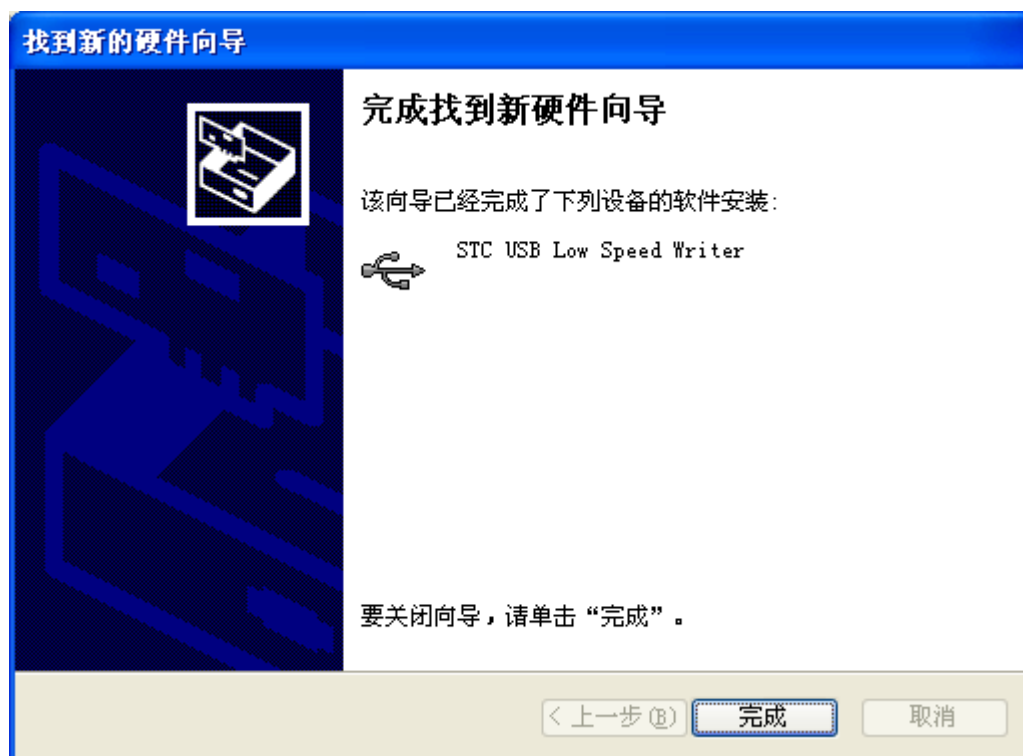 找到新的硬件向导
完成找到新硬件向导
该向导已经完成了下列设备的软件安装:
STC USB Low Speed Writer
要关闭向导，请单击“完成”。
< 上一步(B)
完成
取消